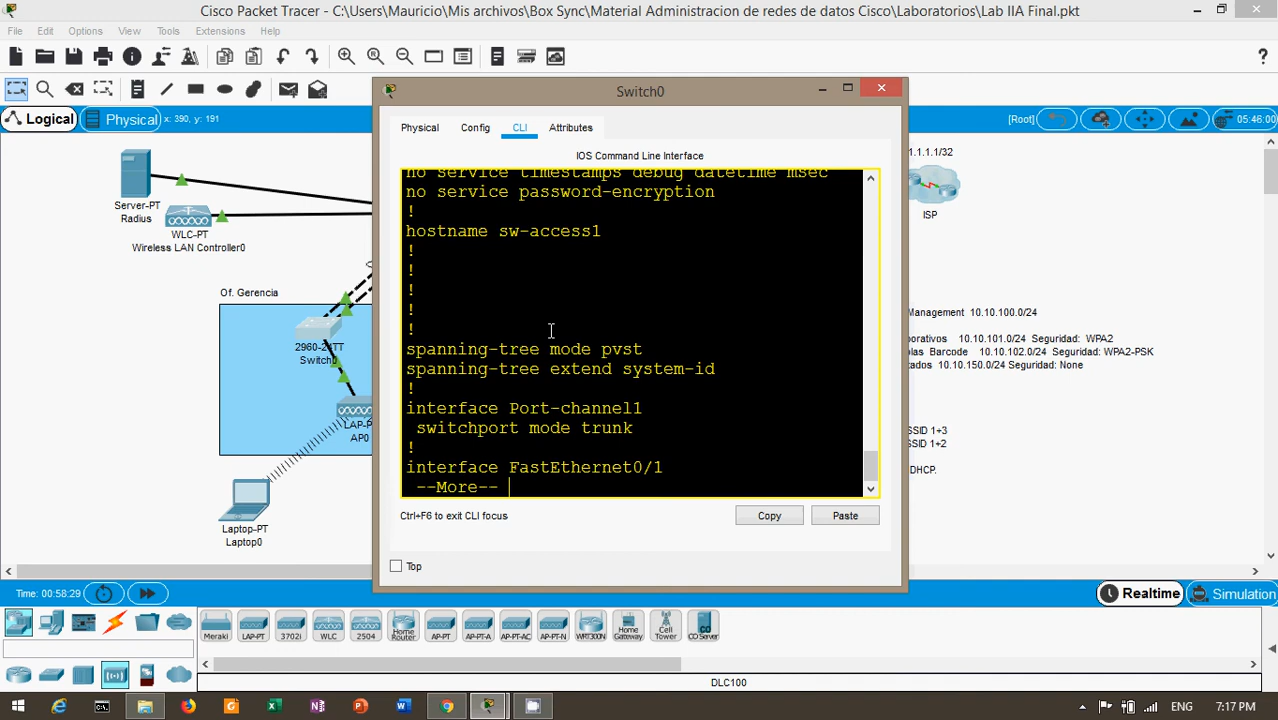 Cisco Packet Tracer - C:\Users\Mauricio\Mis archivos\Box Sync\Material Administracion de redes de datos Cisco\Laboratorios\Lab IIA Final.pkt
File Edit Options View Tools Extensions Help
Logical Physical x: 390, y: 191
[Root] 05:46:00
Switch0
Physical Config CLI Attributes
IOS Command Line Interface
no service timestamps debug datetime msec
no service password-encryption
!
hostname sw-access1
!
!
!
!
!
spanning-tree mode pvst
spanning-tree extend system-id
!
interface Port-channel1
switchport mode trunk
!
interface FastEthernet0/1
--More--
Ctrl+F6 to exit CLI focus
Copy Paste
Top
Server-PT
Radius
WLC-PT
Wireless LAN Controller0
Of. Gerencia
2960-24TT
Switch0
LAP-P
AP0
Laptop-PT
Laptop0
1.1.1.1/32
ISP
Management 10.10.100.0/24
orativos 10.10.101.0/24 Seguridad: WPA2
olas Barcode 10.10.102.0/24 Seguridad: WPA2-PSK
tados 10.10.150.0/24 Seguridad: None
SSID 1+3
SSID 1+2
DHCP.
Time: 00:58:29
Realtime Simulation
Meraki LAP-PT 3702i WLC 2504 Home Router AP-PT AP-PT-A AP-PT-AC AP-PT-N WRT300N Home Gateway Cell Tower CO Server
DLC100
ENG 7:17 PM